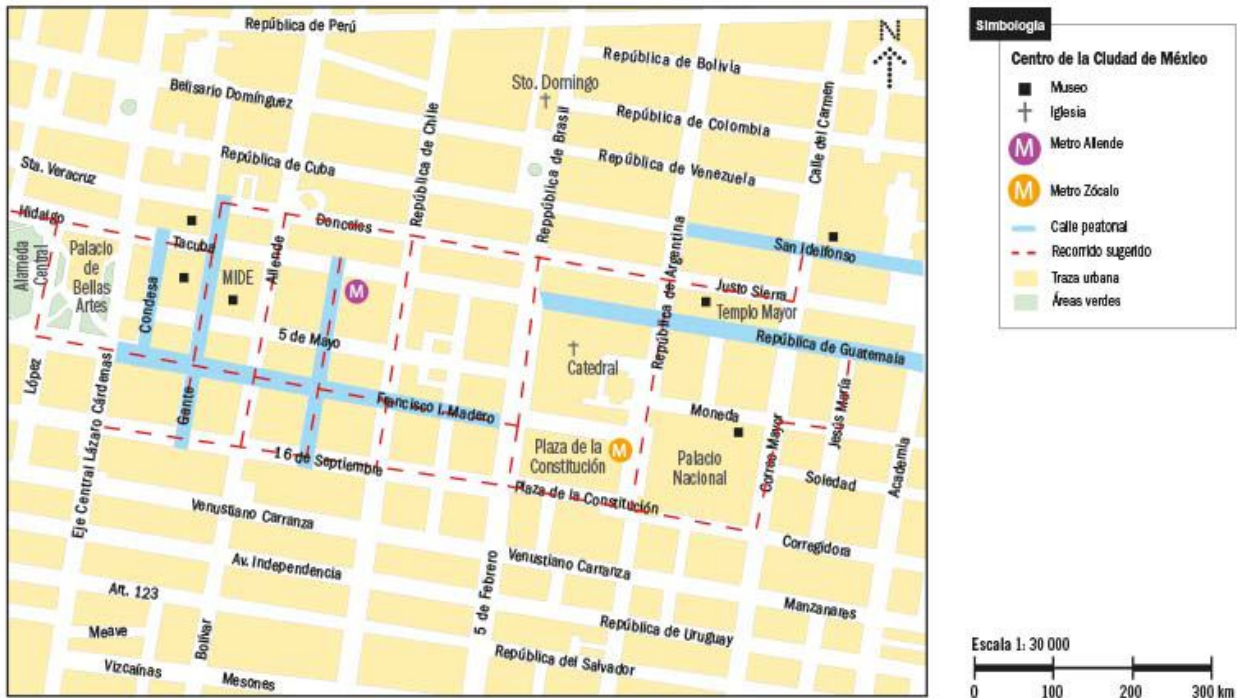 República de Perú
República de Bolivia
Sto. Domingo
Belisario Domínguez
República de Chile
Reppública de Brasil
República de Colombia
Calle del Carmen
República de Cuba
República de Venezuela
Sta. Veracruz
Hidalgo
Donceles
Alameda
Central
Palacio
de
Bellas
Artes
Tacuba
Condesa
MIDE
Allende
M
República de Argentina
San Idelfonso
Justo Sierra
Templo Mayor
República de Guatemala
5 de Mayo
Catedral
López
Eje Central Lázaro Cárdenas
Gante
Francisco I. Madero
Moneda
Correo Mayor
Jesús María
Academia
Plaza de la
Constitución
M
Palacio
Nacional
Soledad
16 de Septiembre
Plaza de la Constitución
Venustiano Carranza
Corregidora
Av. Independencia
5 de Febrero
Venustiano Carranza
Art. 123
Manzanares
Meave
Bolívar
República de Uruguay
Vizcaínas
Mesones
República del Salvador
N
Simbología
Centro de la Ciudad de México
Museo
Iglesia
M Metro Allende
M Metro Zócalo
Calle peatonal
Recorrido sugerido
Traza urbana
Áreas verdes
Escala 1: 30 000
0 100 200 300 km